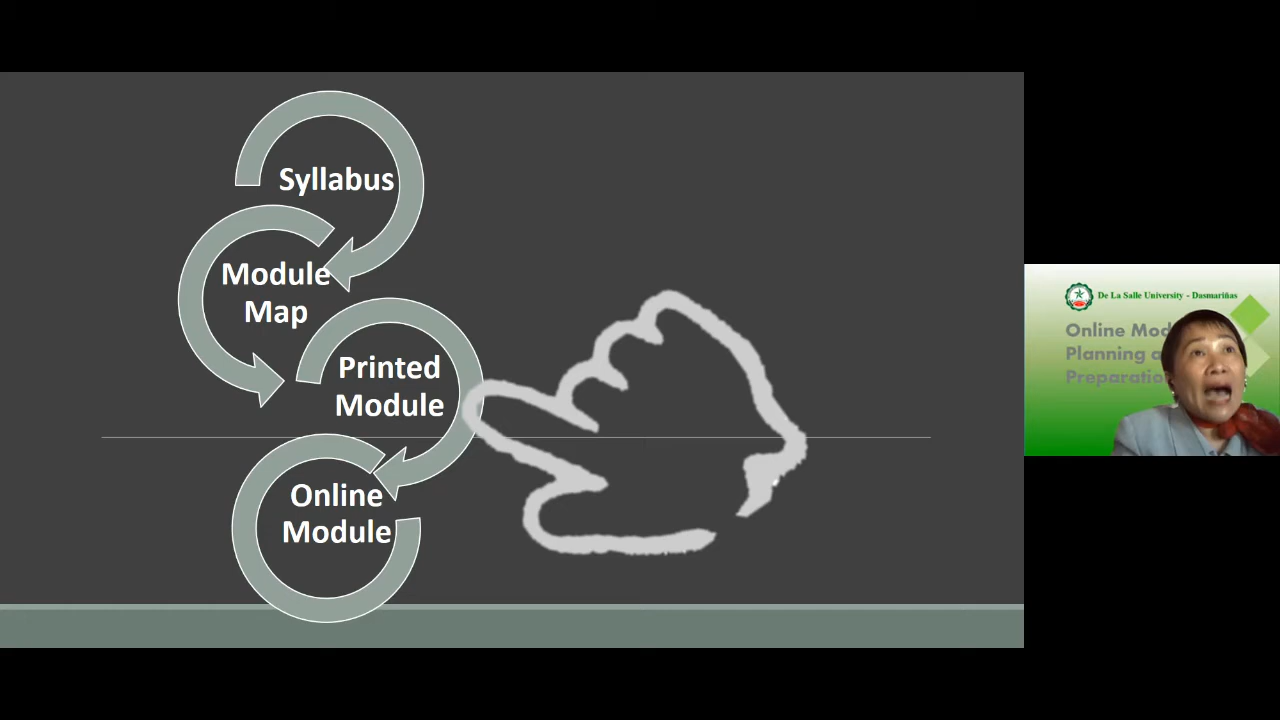 Syllabus
Module
Map
Printed
Module
Online
Module
De La Salle University - Dasmariñas
Online Mod
Planning a
Preparatio